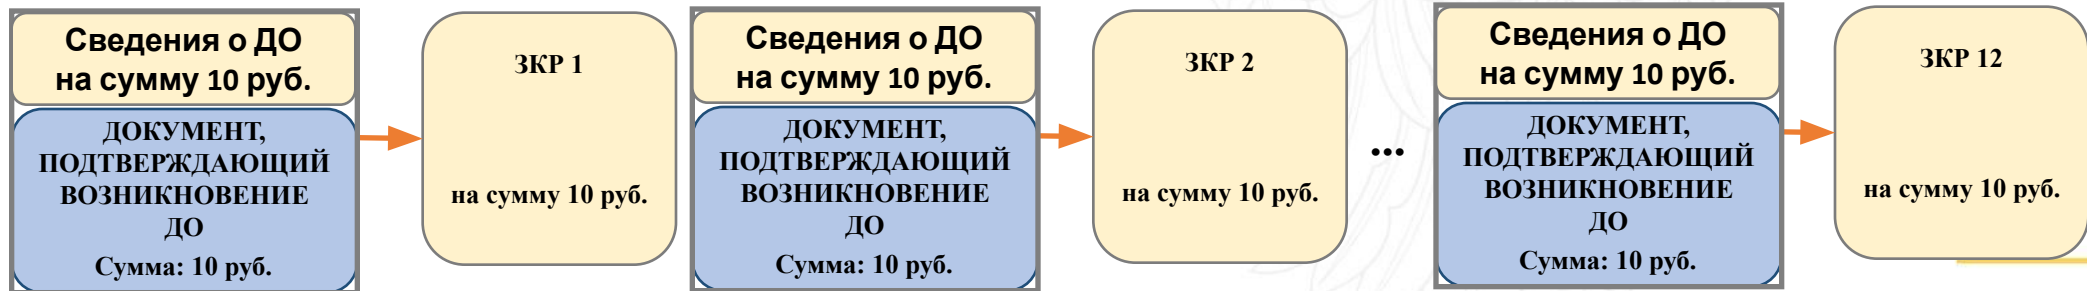 Сведения о ДО
на сумму 10 руб.
ДОКУМЕНТ,
ПОДТВЕРЖДАЮЩИЙ
ВОЗНИКНОВЕНИЕ
ДО
Сумма: 10 руб.
ЗКР 1
на сумму 10 руб.
Сведения о ДО
на сумму 10 руб.
ДОКУМЕНТ,
ПОДТВЕРЖДАЮЩИЙ
ВОЗНИКНОВЕНИЕ
ДО
Сумма: 10 руб.
ЗКР 2
на сумму 10 руб.
...
Сведения о ДО
на сумму 10 руб.
ДОКУМЕНТ,
ПОДТВЕРЖДАЮЩИЙ
ВОЗНИКНОВЕНИЕ
ДО
Сумма: 10 руб.
ЗКР 12
на сумму 10 руб.